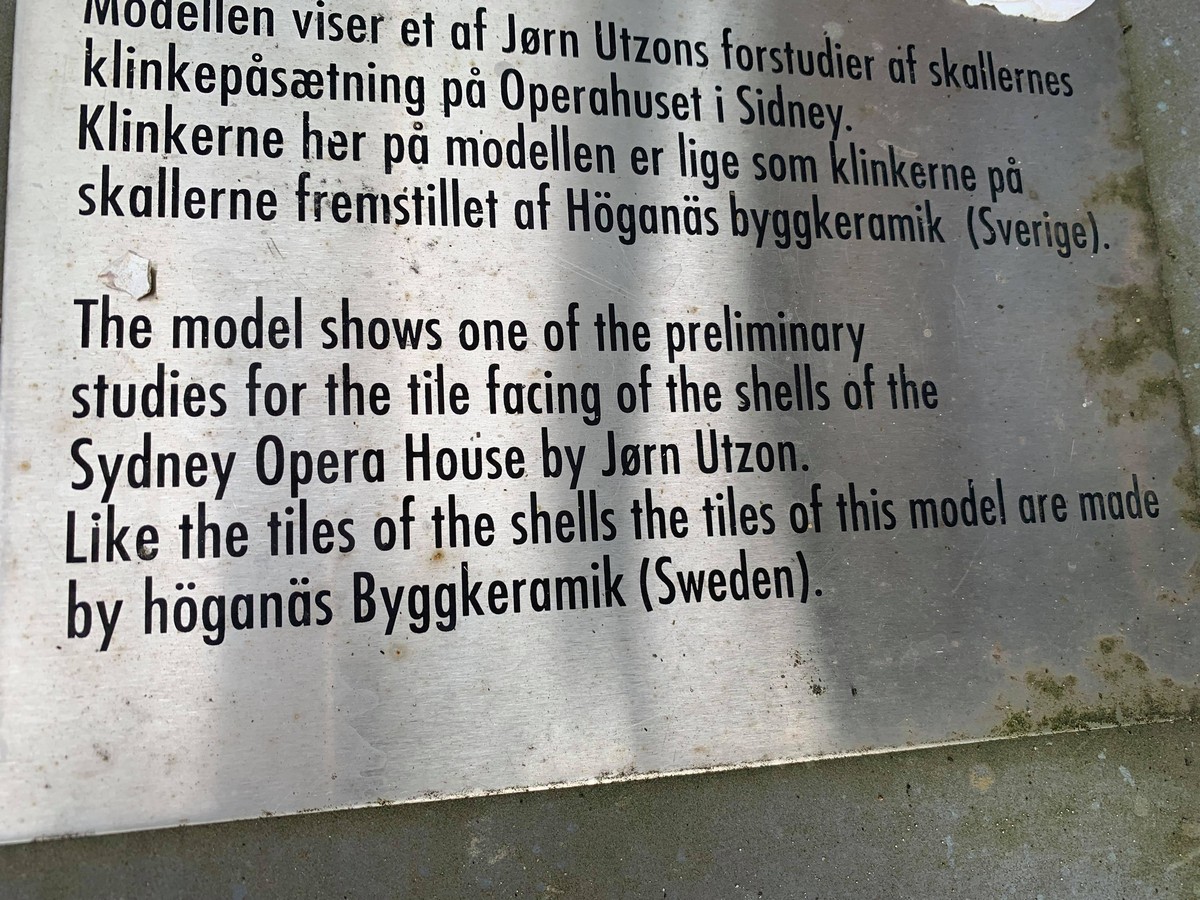 Modellen viser et af Jørn Utzons forstudier af skallernes
klinkepåsætning på Operahuset i Sidney.
Klinkerne her på modellen er lige som klinkerne på
skallerne fremstillet af Höganäs byggkeramik (Sverige).
The model shows one of the preliminary
studies for the tile facing of the shells of the
Sydney Opera House by Jørn Utzon.
Like the tiles of the shells the tiles of this model are made
by höganäs Byggkeramik (Sweden).